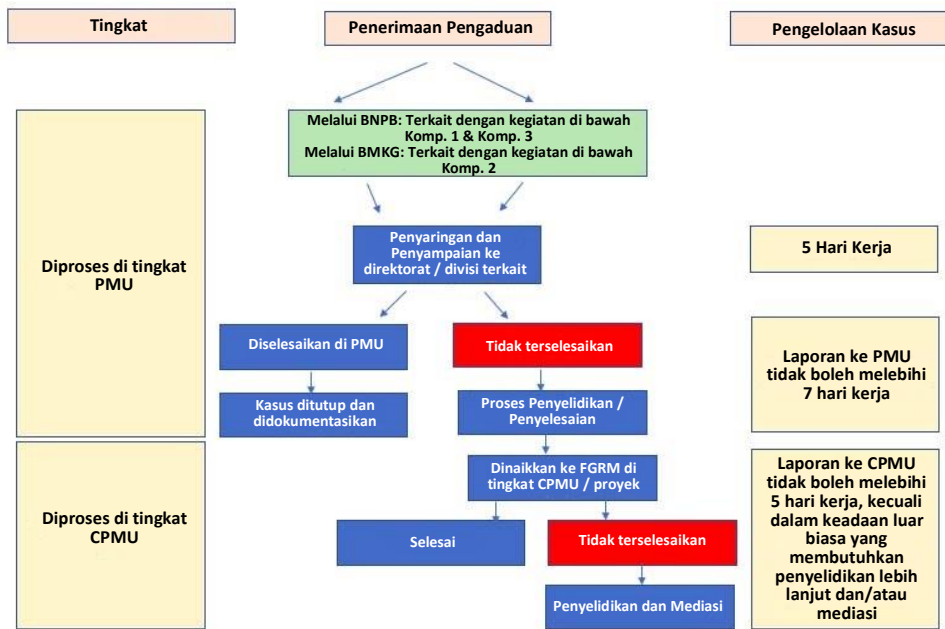 Tingkat
Penerimaan Pengaduan
Pengelolaan Kasus
Melalui BNPB: Terkait dengan kegiatan di bawah
Komp. 1 & Komp. 3
Melalui BMKG: Terkait dengan kegiatan di bawah
Komp. 2
Diproses di tingkat
PMU
Penyaringan dan
Penyampaian ke
direktorat / divisi terkait
5 Hari Kerja
Diselesaikan di PMU
Tidak terselesaikan
Laporan ke PMU
tidak boleh melebihi
7 hari kerja
Kasus ditutup dan
didokumentasikan
Proses Penyelidikan /
Penyelesaian
Diproses di tingkat
CPMU
Dinaikkan ke FGRM di
tingkat CPMU / proyek
Laporan ke CPMU
tidak boleh melebihi
5 hari kerja, kecuali
dalam keadaan luar
biasa yang
membutuhkan
penyelidikan lebih
lanjut dan/atau
mediasi
Selesai
Tidak terselesaikan
Penyelidikan dan Mediasi